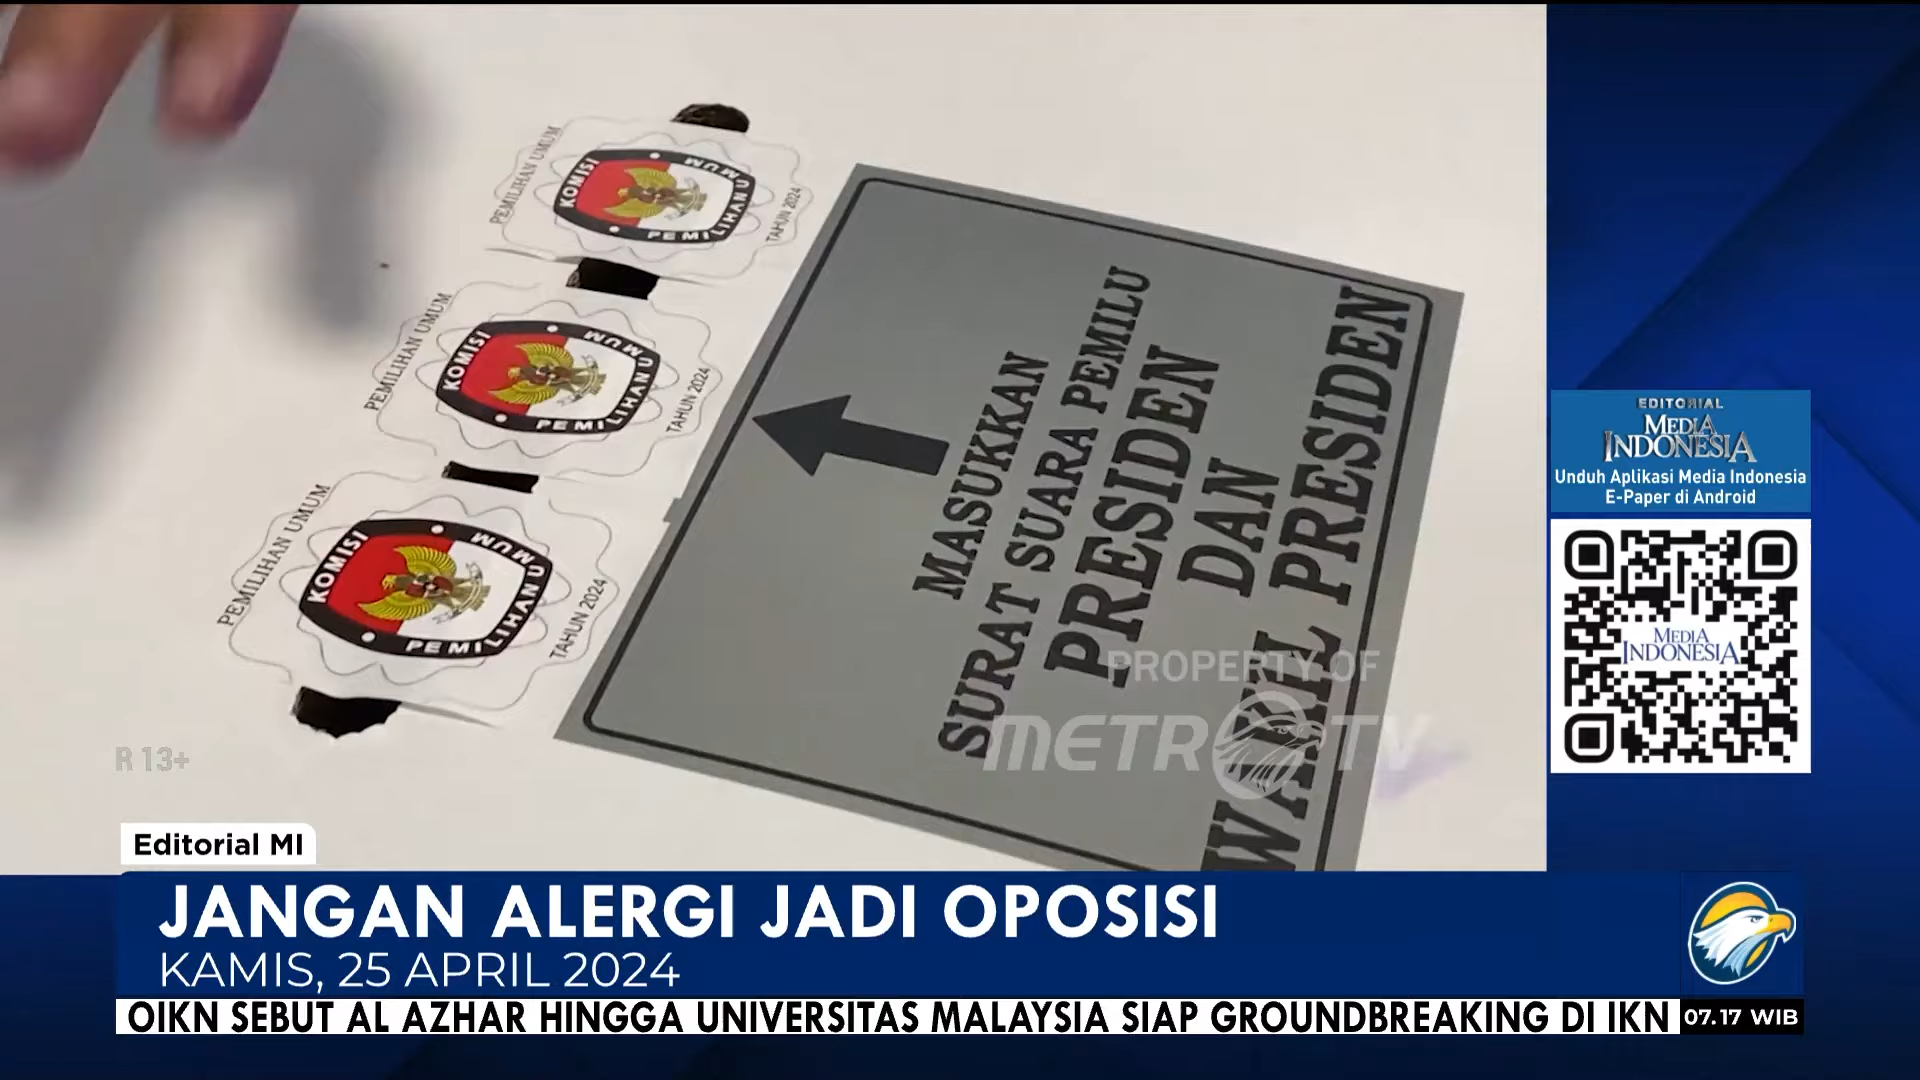 PEMILIHAN UMUM
KOMISI
PEMILIHAN UMUM
TAHUN 2024
PEMILIHAN UMUM
KOMISI
PEMILIHAN UMUM
TAHUN 2024
PEMILIHAN UMUM
KOMISI
PEMILIHAN UMUM
TAHUN 2024
MASUKKAN
SURAT SUARA PEMILU
PRESIDEN
DAN
WAKIL PRESIDEN
PROPERTY OF
METRO TV
R 13+
EDITORIAL
MEDIA
INDONESIA
Unduh Aplikasi Media Indonesia
E-Paper di Android
MEDIA
INDONESIA
Editorial MI
JANGAN ALERGI JADI OPOSISI
KAMIS, 25 APRIL 2024
OIKN SEBUT AL AZHAR HINGGA UNIVERSITAS MALAYSIA SIAP GROUNDBREAKING DI IKN
07.17 WIB